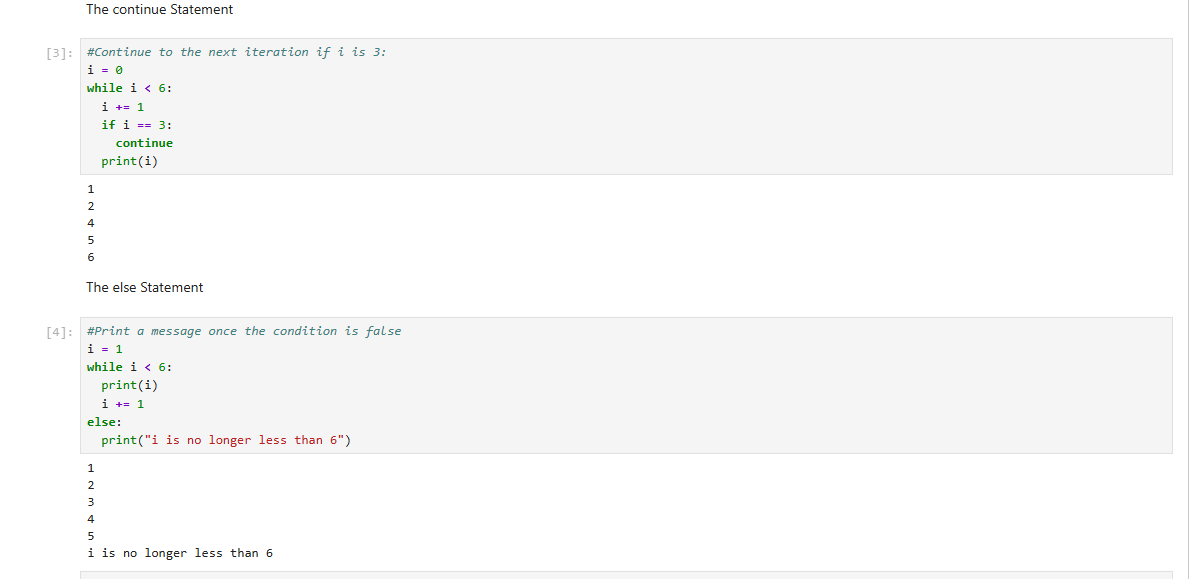 The continue Statement
[3]:
#Continue to the next iteration if i is 3:
i = 0
while i < 6:
  i += 1
  if i == 3:
    continue
  print(i)
1
2
4
5
6
The else Statement
[4]:
#Print a message once the condition is false
i = 1
while i < 6:
  print(i)
  i += 1
else:
  print("i is no longer less than 6")
1
2
3
4
5
i is no longer less than 6